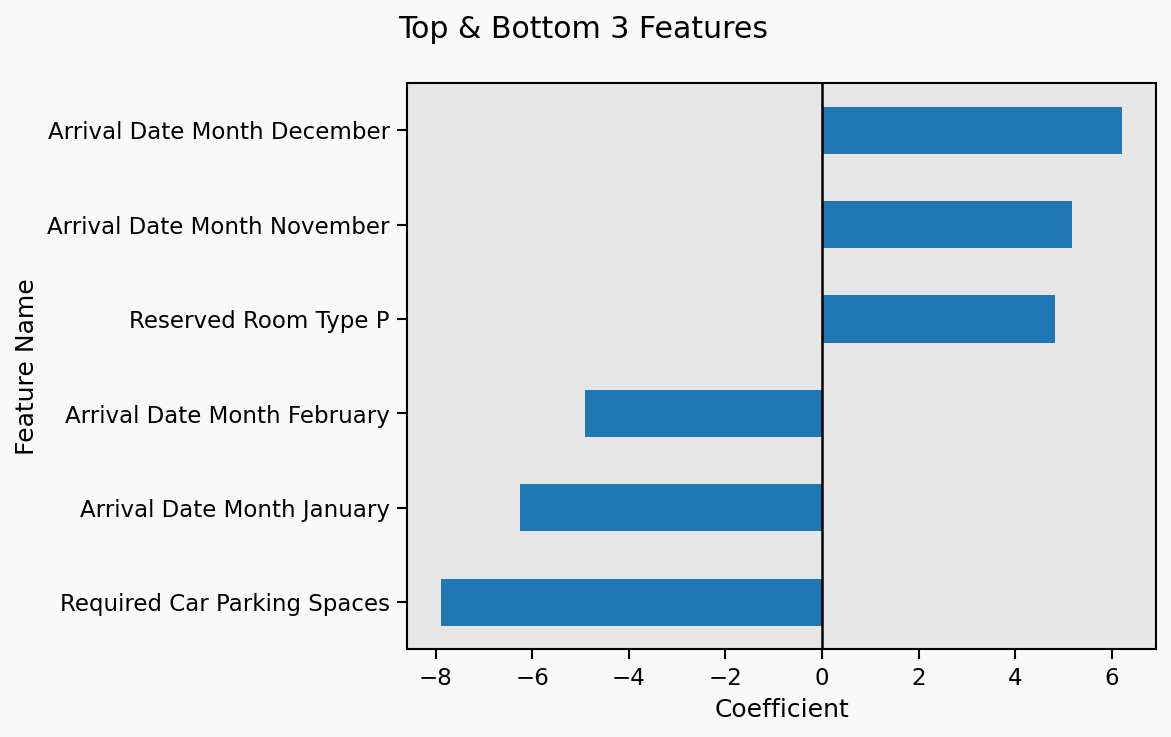 Top & Bottom 3 Features
Feature Name
Arrival Date Month December
Arrival Date Month November
Reserved Room Type P
Arrival Date Month February
Arrival Date Month January
Required Car Parking Spaces
−8 −6 −4 −2 0 2 4 6
Coefficient